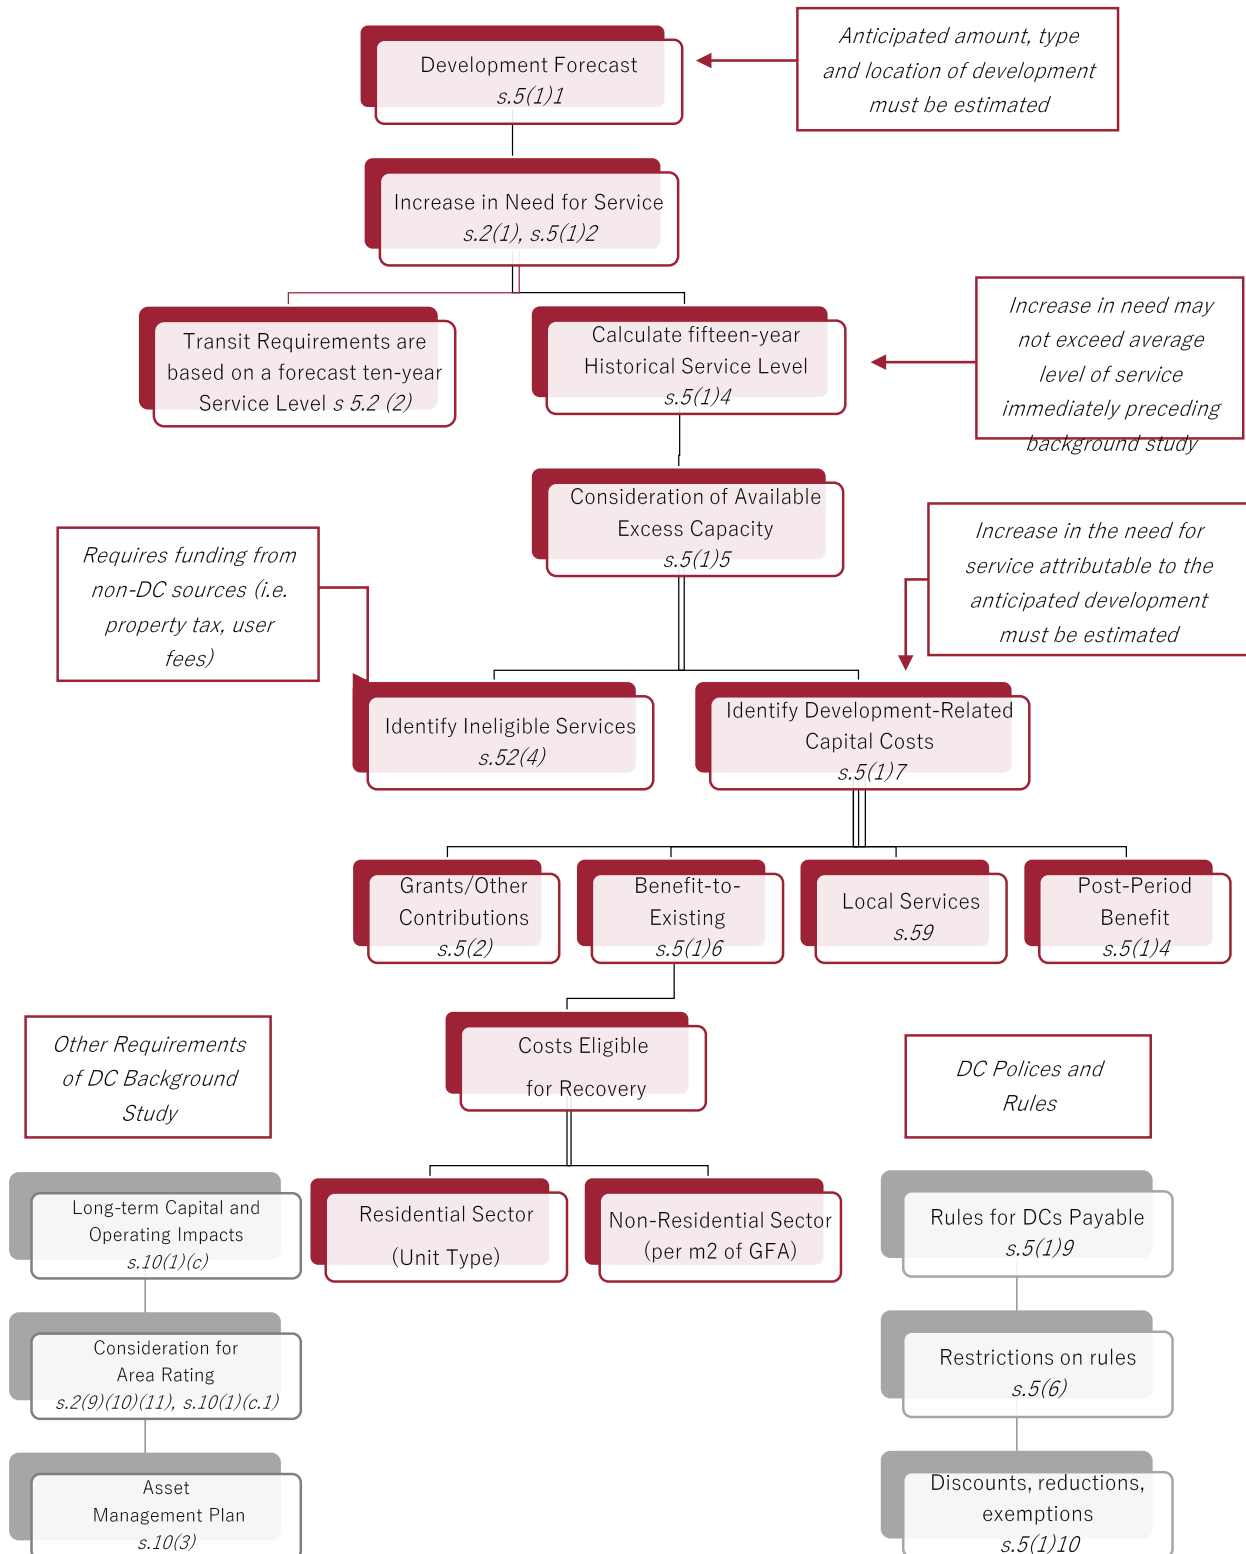 Development Forecast
s.5(1)1
Anticipated amount, type
and location of development
must be estimated
Increase in Need for Service
s.2(1), s.5(1)2
Transit Requirements are
based on a forecast ten-year
Service Level s 5.2 (2)
Calculate fifteen-year
Historical Service Level
s.5(1)4
Increase in need may
not exceed average
level of service
immediately preceding
background study
Consideration of Available
Excess Capacity
s.5(1)5
Requires funding from
non-DC sources (i.e.
property tax, user
fees)
Increase in the need for
service attributable to the
anticipated development
must be estimated
Identify Ineligible Services
s.52(4)
Identify Development-Related
Capital Costs
s.5(1)7
Grants/Other
Contributions
s.5(2)
Benefit-to-
Existing
s.5(1)6
Local Services
s.59
Post-Period
Benefit
s.5(1)4
Costs Eligible
for Recovery
Other Requirements
of DC Background
Study
DC Polices and
Rules
Residential Sector
(Unit Type)
Non-Residential Sector
(per m2 of GFA)
Long-term Capital and
Operating Impacts
s.10(1)(c)
Consideration for
Area Rating
s.2(9)(10)(11), s.10(1)(c.1)
Asset
Management Plan
s.10(3)
Rules for DCs Payable
s.5(1)9
Restrictions on rules
s.5(6)
Discounts, reductions,
exemptions
s.5(1)10